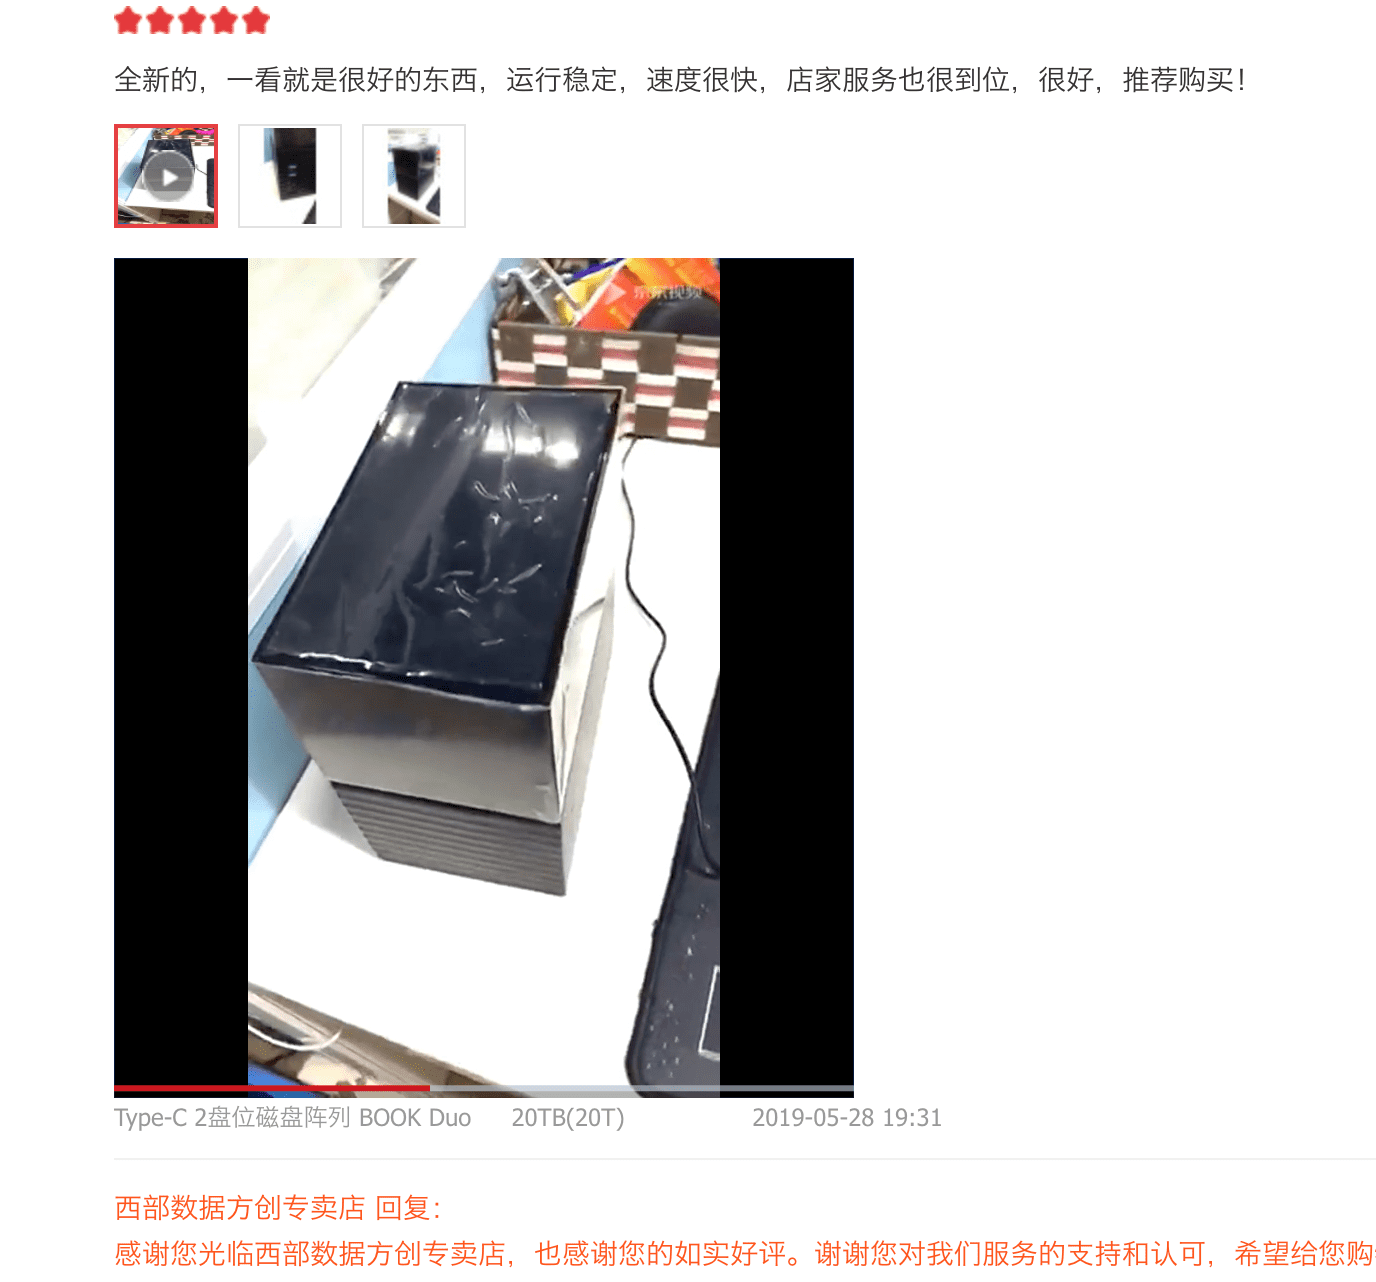 全新的，一看就是很好的东西，运行稳定，速度很快，店家服务也很到位，很好，推荐购买！
京东视频
Type-C 2盘位磁盘阵列 BOOK Duo 20TB(20T) 2019-05-28 19:31
西部数据方创专卖店 回复：
感谢您光临西部数据方创专卖店，也感谢您的如实好评。谢谢您对我们服务的支持和认可，希望给您购